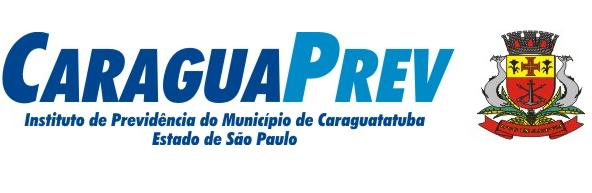 CARAGUAPREV
Instituto de Previdência do Município de Caraguatatuba
Estado de São Paulo